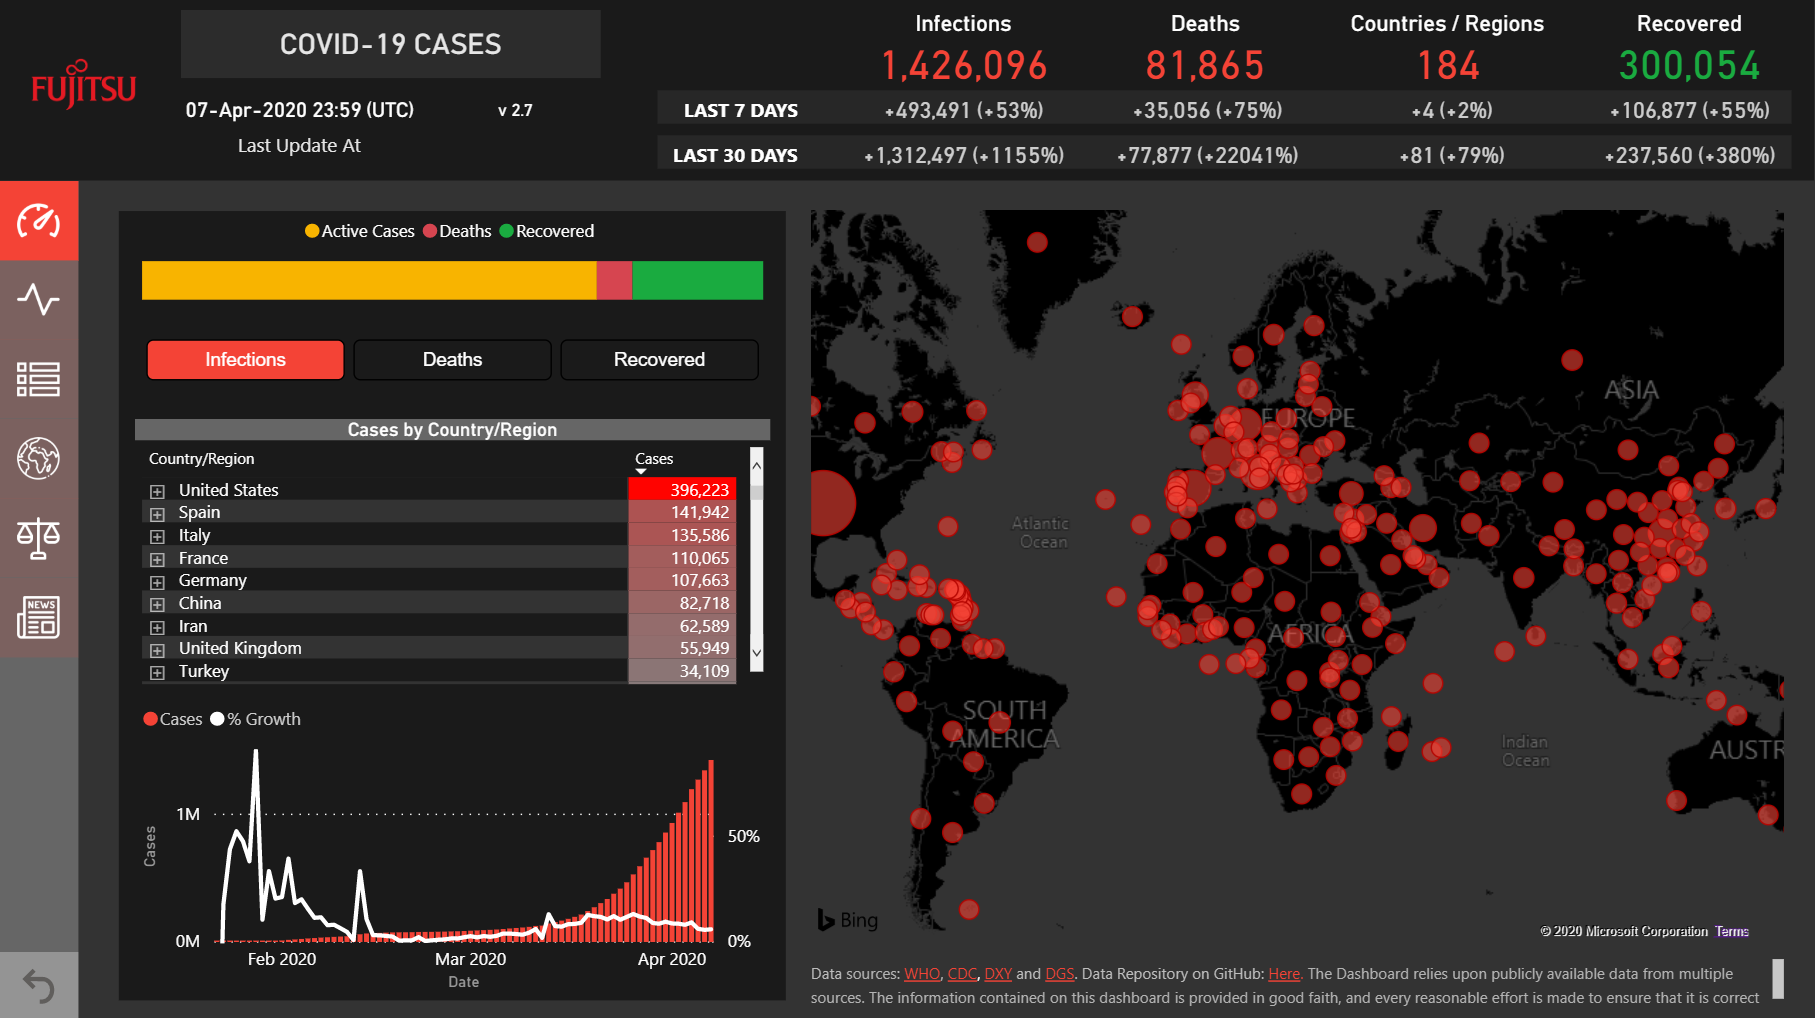 FUJITSU
COVID-19 CASES
07-Apr-2020 23:59 (UTC)
v 2.7
Last Update At
Infections
Deaths
Countries / Regions
Recovered
1,426,096
81,865
184
300,054
LAST 7 DAYS
+493,491 (+53%)
+35,056 (+75%)
+4 (+2%)
+106,877 (+55%)
LAST 30 DAYS
+1,312,497 (+1155%)
+77,877 (+22041%)
+81 (+79%)
+237,560 (+380%)
NEWS
Active Cases
Deaths
Recovered
Infections
Deaths
Recovered
Cases by Country/Region
Country/Region
Cases
United States 396,223
Spain 141,942
Italy 135,586
France 110,065
Germany 107,663
China 82,718
Iran 62,589
United Kingdom 55,949
Turkey 34,109
Cases
% Growth
1M
0M
Cases
50%
0%
Feb 2020
Mar 2020
Apr 2020
Date
ASIA
EUROPE
Atlantic
Ocean
AFRICA
SOUTH
AMERICA
Indian
Ocean
AUSTR
Bing
© 2020 Microsoft Corporation Terms
Data sources: WHO, CDC, DXY and DGS. Data Repository on GitHub: Here. The Dashboard relies upon publicly available data from multiple
sources. The information contained on this dashboard is provided in good faith, and every reasonable effort is made to ensure that it is correct